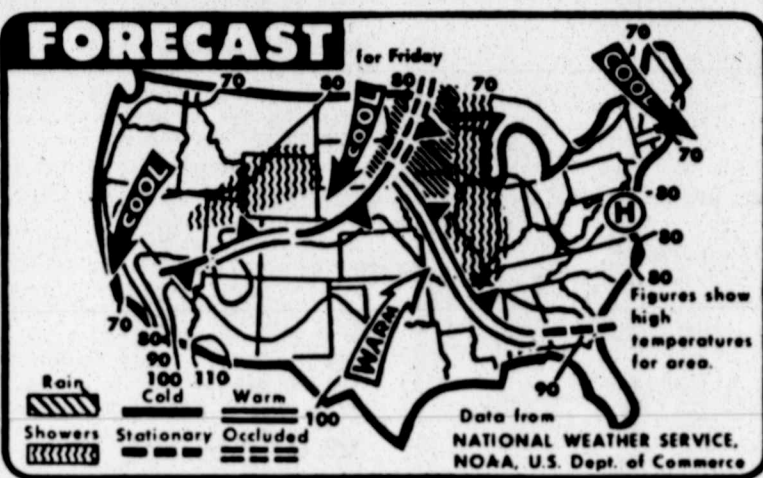 FORECAST
for Friday
70
80
80
70
70
COOL
COOL
COOL
70
80
H
80
80
Figures show
high
temperatures
for area.
70
80
90
100
110
WARM
100
90
Rain
Cold
Warm
Showers
Stationary
Occluded
Data from
NATIONAL WEATHER SERVICE,
NOAA, U.S. Dept. of Commerce